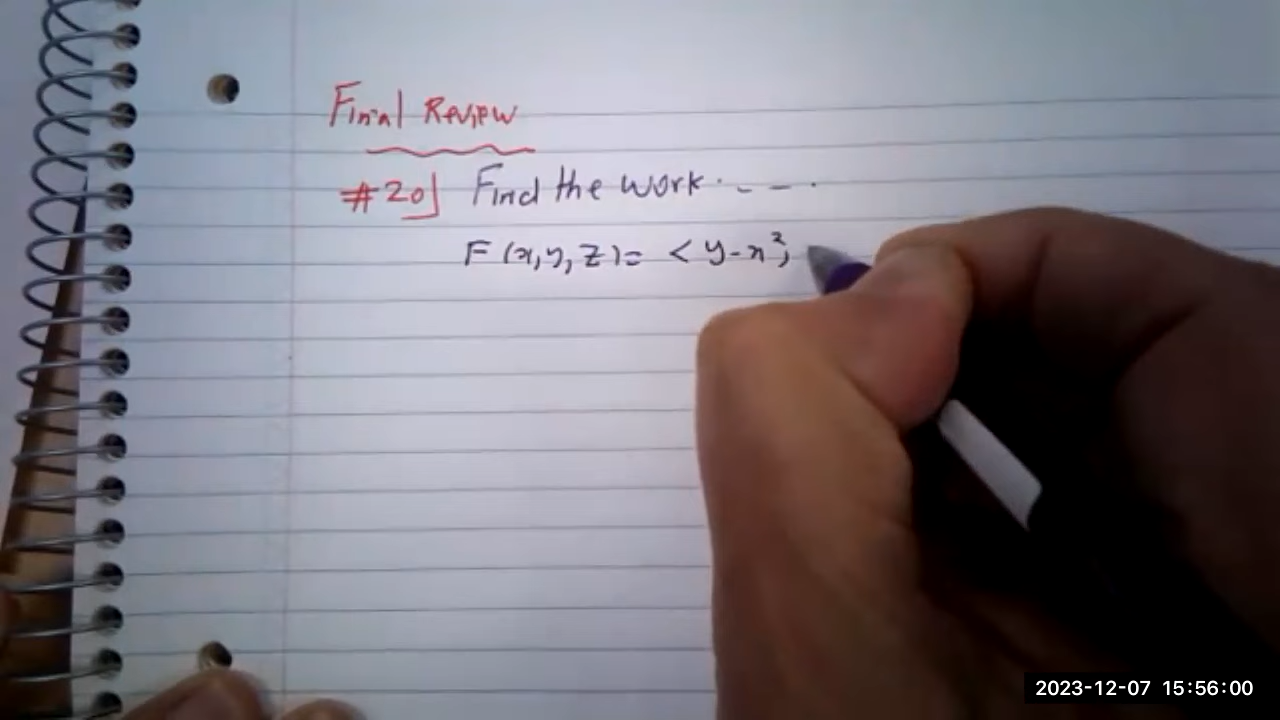 Final Review
#20] Find the work . - - - .
F(x,y,z) = < y-x²,
2023-12-07 15:56:00